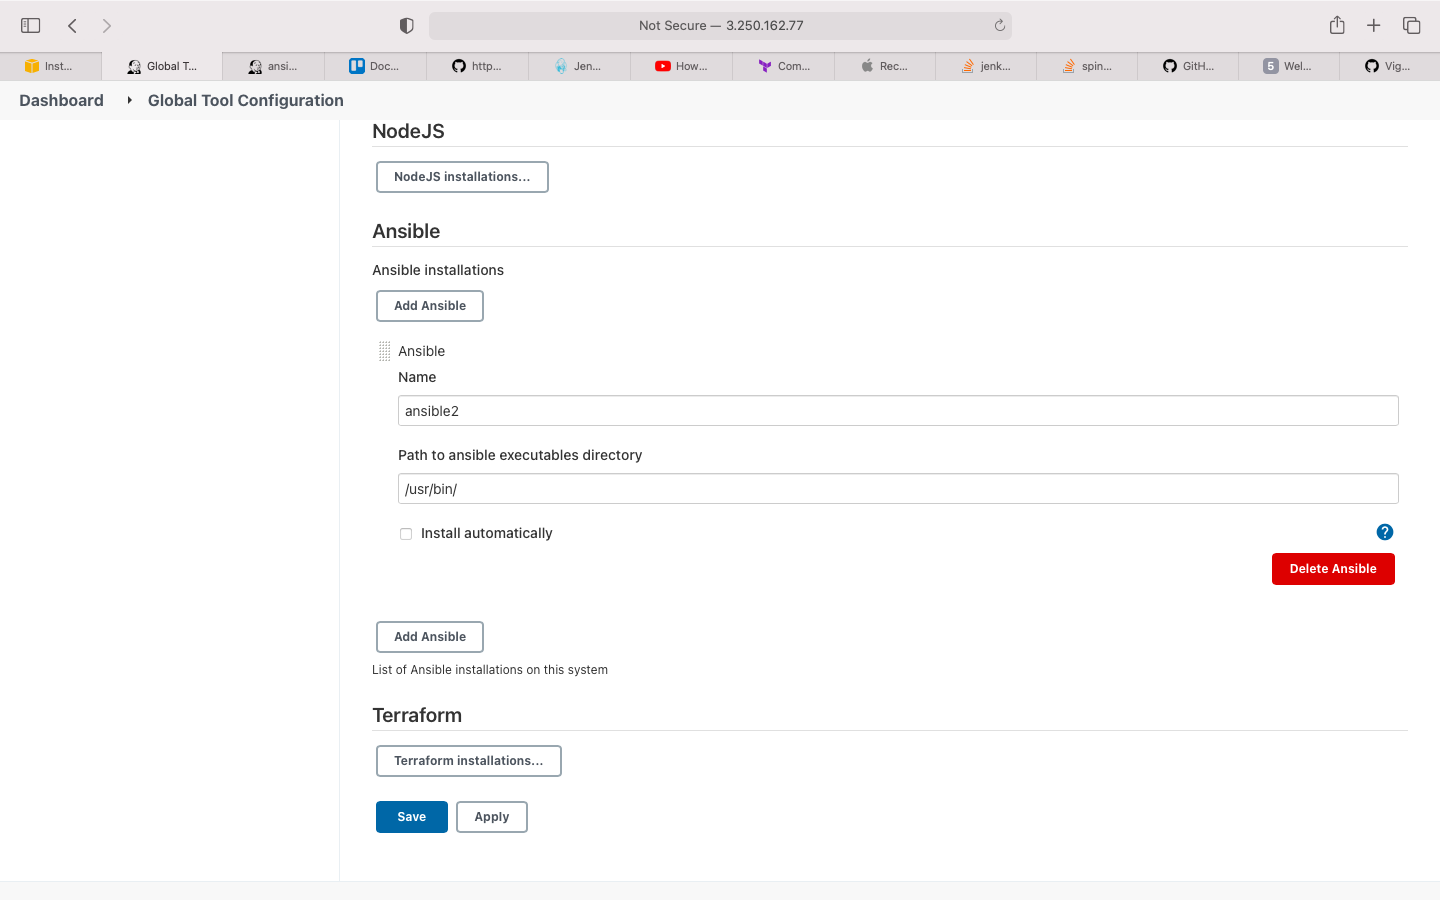 Not Secure — 3.250.162.77
Inst...
Global T...
ansi...
Doc...
http...
Jen...
How...
Com...
Rec...
jenk...
spin...
GitH...
5 Wel...
Vig...
Dashboard
Global Tool Configuration
NodeJS
NodeJS installations...
Ansible
Ansible installations
Add Ansible
Ansible
Name
ansible2
Path to ansible executables directory
/usr/bin/
Install automatically
?
Delete Ansible
Add Ansible
List of Ansible installations on this system
Terraform
Terraform installations...
Save
Apply